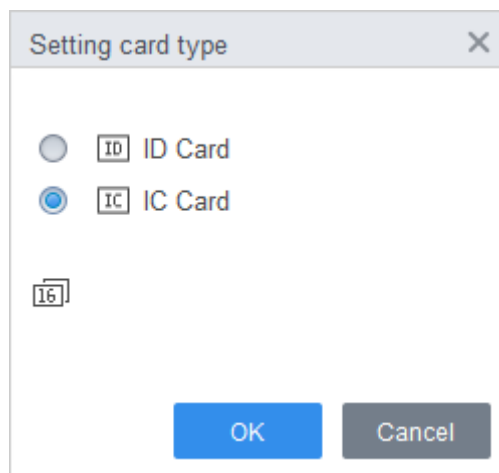 Setting card type
ID ID Card
IC IC Card
16
OK Cancel